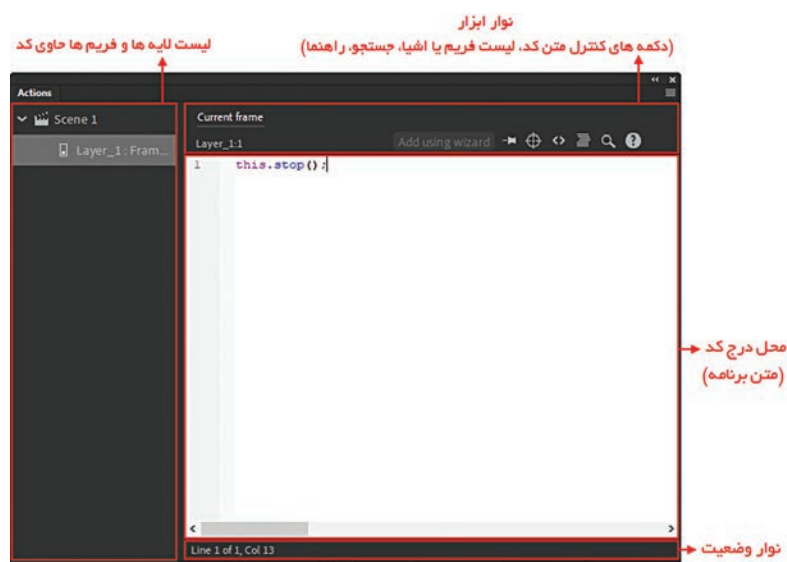 نوار ابزار
(دکمه های کنترل متن کد، لیست فریم یا اشیا، جستجو، راهنما)
لیست لایه ها و فریم ها حاوی کد
Actions
Scene 1
Layer_1 : Fram...
Current frame
Layer_1:1
Add using wizard
1 this.stop();
محل درج کد
(متن برنامه)
Line 1 of 1, Col 13
نوار وضعیت